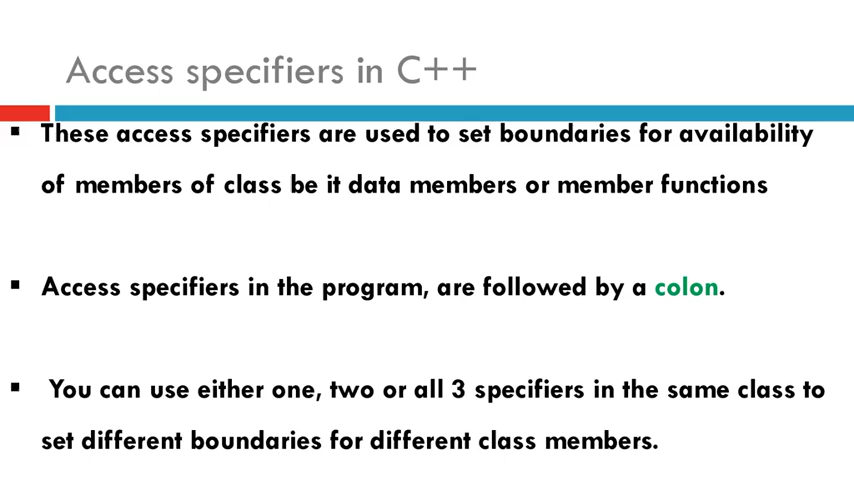 Access specifiers in C++
▪ These access specifiers are used to set boundaries for availability
of members of class be it data members or member functions
▪ Access specifiers in the program, are followed by a colon.
▪ You can use either one, two or all 3 specifiers in the same class to
set different boundaries for different class members.